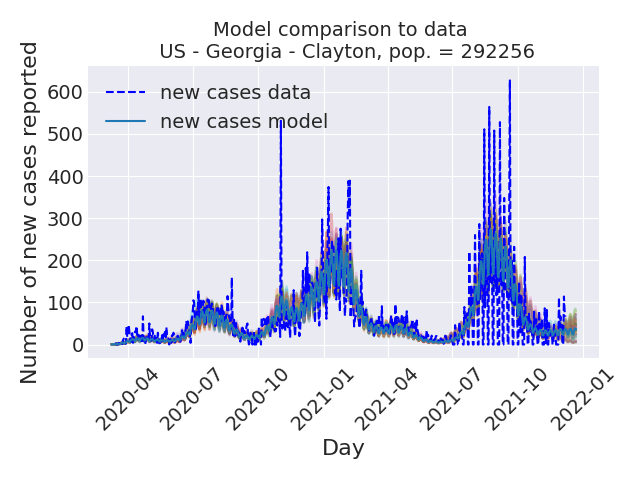 Model comparison to data
US - Georgia - Clayton, pop. = 292256
Number of new cases reported
600
500
400
300
200
100
0
new cases data
new cases model
2020-04
2020-07
2020-10
2021-01
2021-04
2021-07
2021-10
2022-01
Day